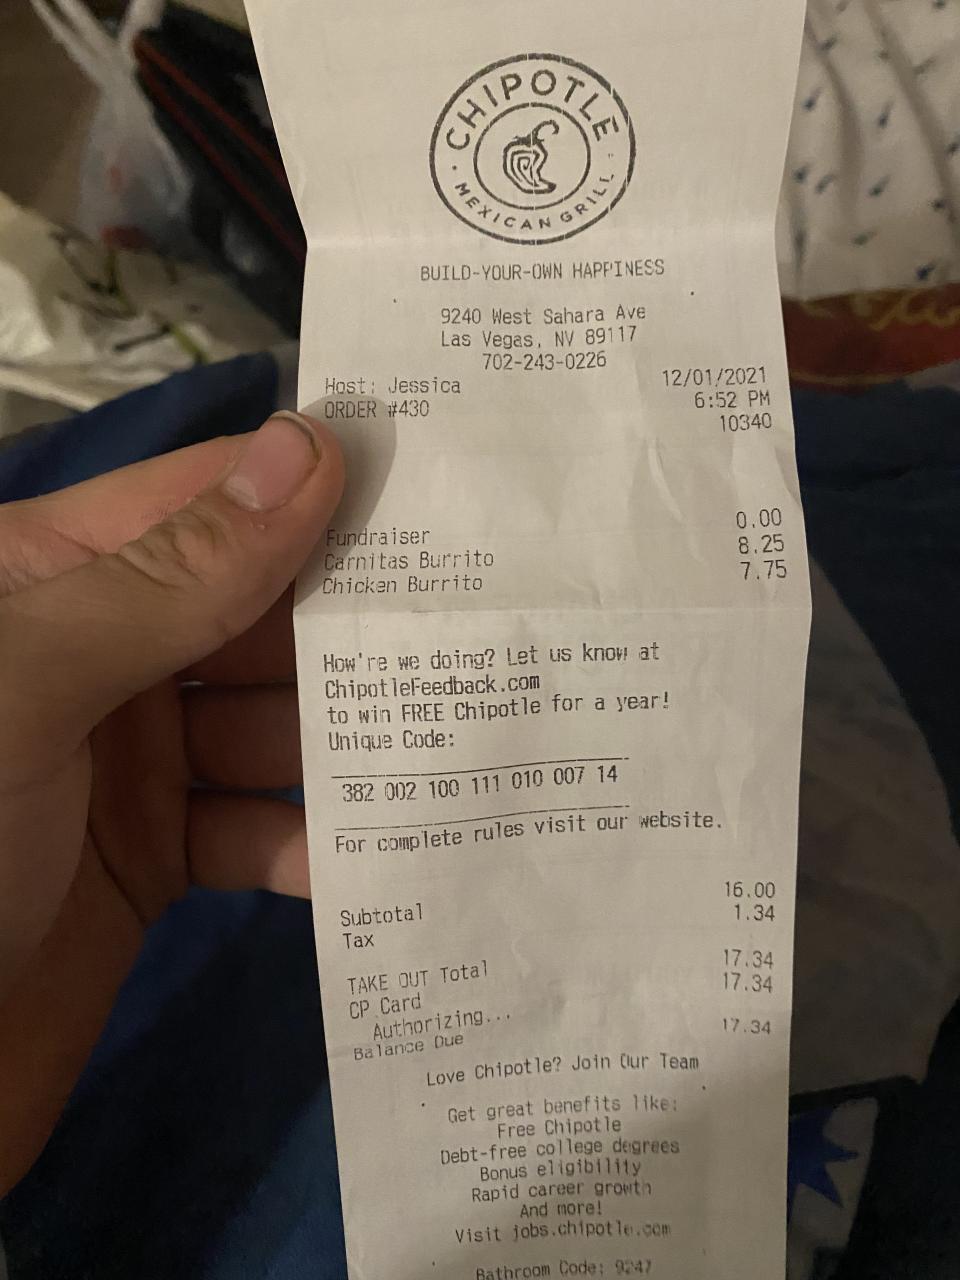 CHIPOTLE
MEXICAN GRILL
BUILD-YOUR-OWN HAPPINESS
9240 West Sahara Ave
Las Vegas, NV 89117
702-243-0226
Host: Jessica 12/01/2021
ORDER #430 6:52 PM
10340
Fundraiser 0.00
Carnitas Burrito 8.25
Chicken Burrito 7.75
How're we doing? Let us know at
ChipotleFeedback.com
to win FREE Chipotle for a year!
Unique Code:
382 002 100 111 010 007 14
For complete rules visit our website.
Subtotal 16.00
Tax 1.34
TAKE OUT Total 17.34
CP Card 17.34
Authorizing...
Balance Due 17.34
Love Chipotle? Join Our Team
Get great benefits like:
Free Chipotle
Debt-free college degrees
Bonus eligibility
Rapid career growth
And more!
Visit jobs.chipotle.com
Bathroom Code: 9247